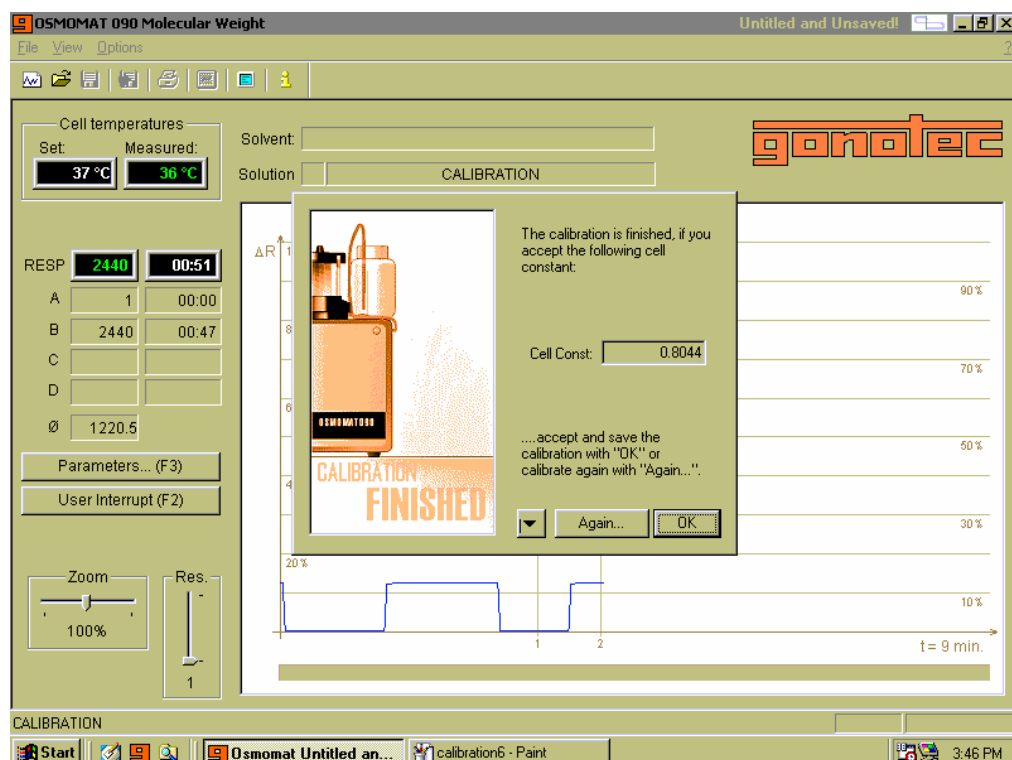 OSMOMAT 090 Molecular Weight Untitled and Unsaved!
File View Options ?
Cell temperatures
Set: Measured:
37 °C 36 °C
Solvent:
Solution CALIBRATION
gonotec
RESP 2440 00:51
A 1 00:00
B 2440 00:47
C
D
Ø 1220.5
Parameters... (F3)
User Interrupt (F2)
Zoom
100%
Res.
1
ΔR 1
8
6
4
20%
90%
70%
50%
30%
10%
1 2
t = 9 min.
OSMOMAT090
CALIBRATION
FINISHED
The calibration is finished, if you
accept the following cell
constant:
Cell Const: 0.8044
....accept and save the
calibration with "OK" or
calibrate again with "Again...".
Again... OK
CALIBRATION
Start Osmomat Untitled an... calibration6 - Paint 3:46 PM